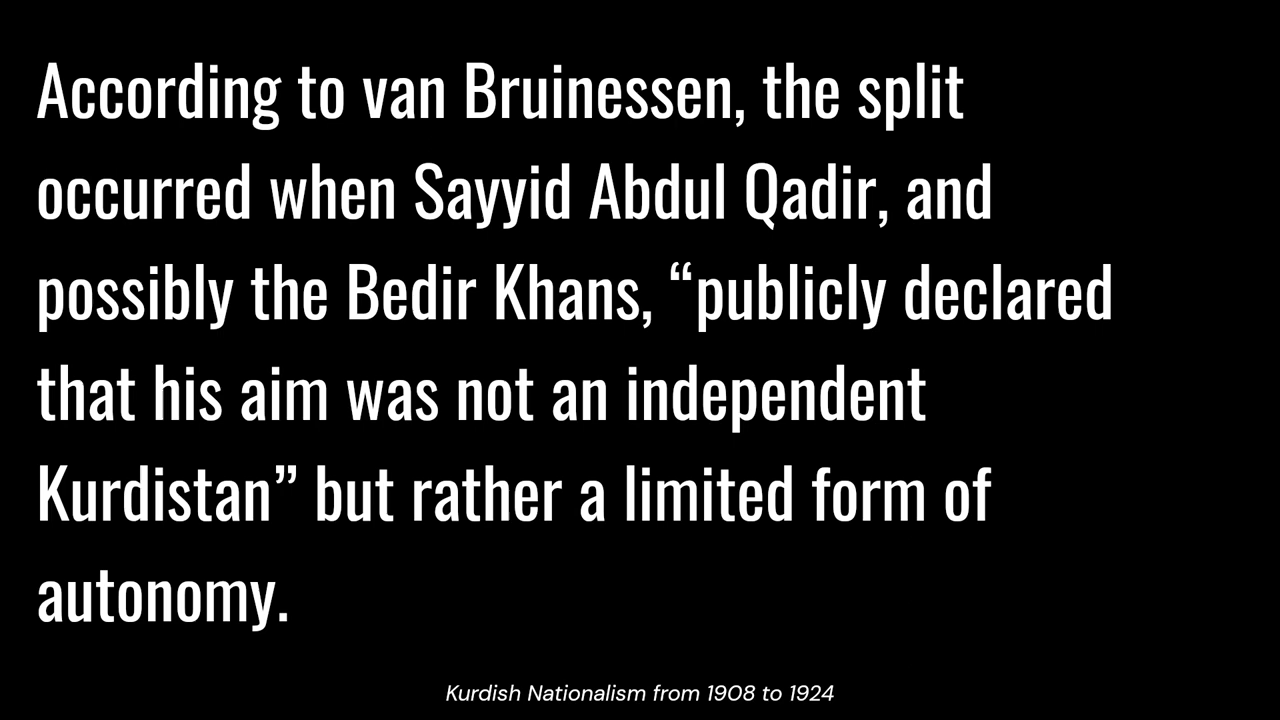 According to van Bruinessen, the split
occurred when Sayyid Abdul Qadir, and
possibly the Bedir Khans, “publicly declared
that his aim was not an independent
Kurdistan” but rather a limited form of
autonomy.
Kurdish Nationalism from 1908 to 1924